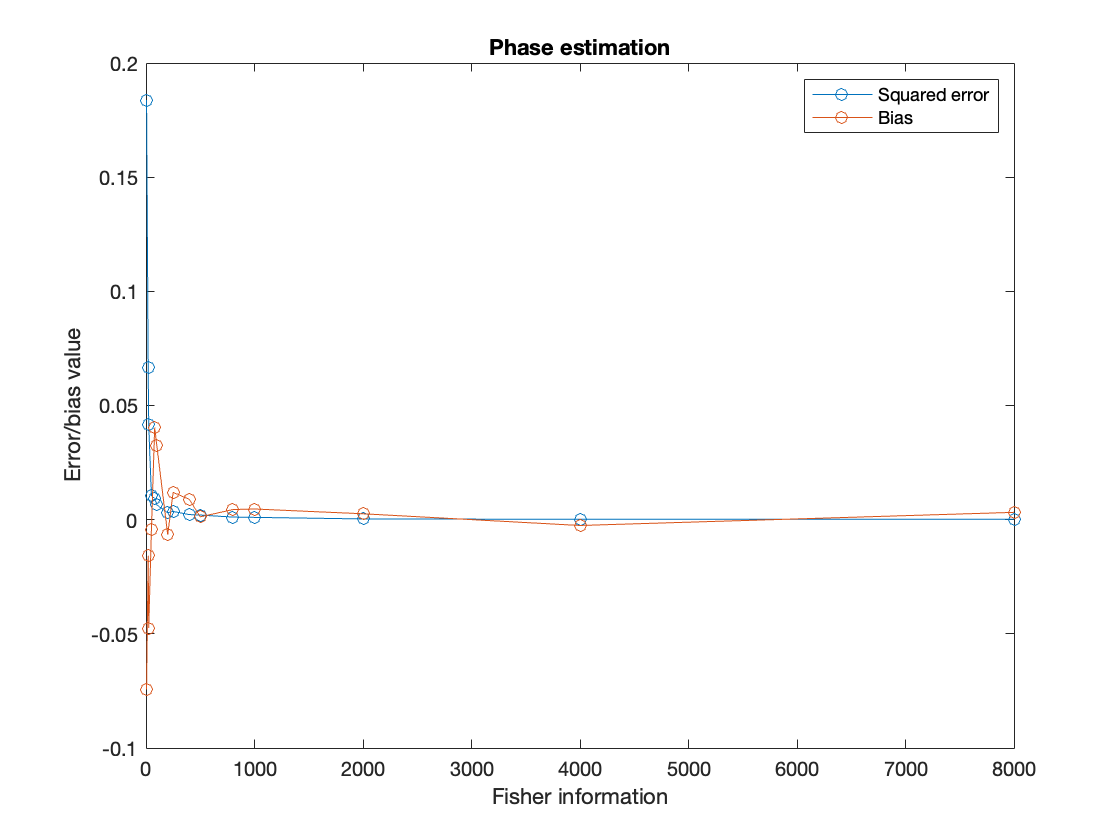 Phase estimation
0.2
0.15
0.1
0.05
0
-0.05
-0.1
Error/bias value
Squared error
Bias
0 1000 2000 3000 4000 5000 6000 7000 8000
Fisher information